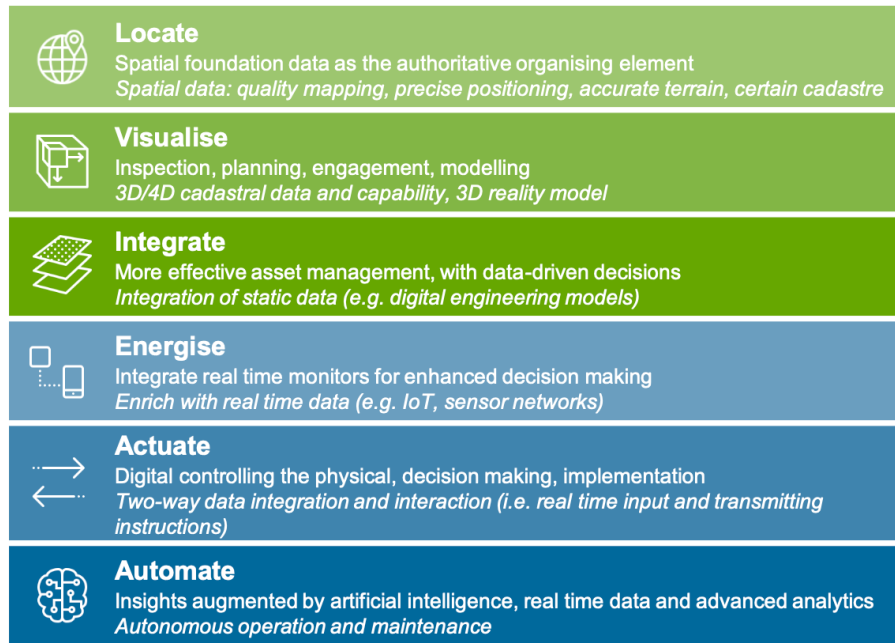 Locate
Spatial foundation data as the authoritative organising element
Spatial data: quality mapping, precise positioning, accurate terrain, certain cadastre
Visualise
Inspection, planning, engagement, modelling
3D/4D cadastral data and capability, 3D reality model
Integrate
More effective asset management, with data-driven decisions
Integration of static data (e.g. digital engineering models)
Energise
Integrate real time monitors for enhanced decision making
Enrich with real time data (e.g. IoT, sensor networks)
Actuate
Digital controlling the physical, decision making, implementation
Two-way data integration and interaction (i.e. real time input and transmitting
instructions)
Automate
Insights augmented by artificial intelligence, real time data and advanced analytics
Autonomous operation and maintenance